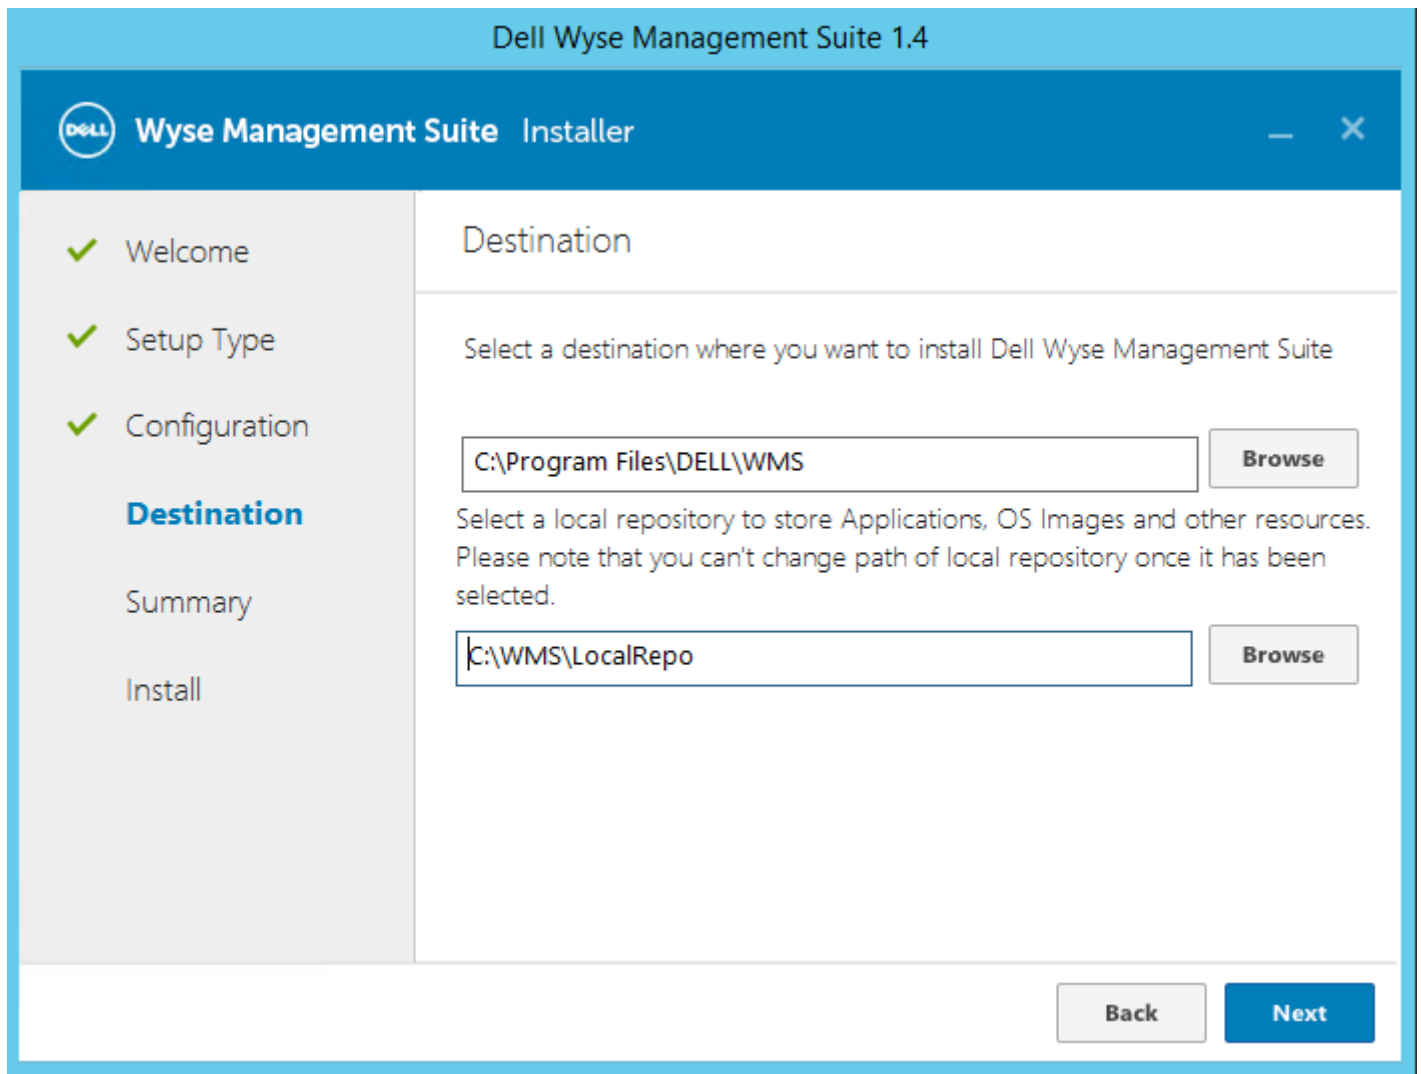 Dell Wyse Management Suite 1.4
DELL Wyse Management Suite Installer
Welcome
Setup Type
Configuration
Destination
Summary
Install
Destination
Select a destination where you want to install Dell Wyse Management Suite
C:\Program Files\DELL\WMS
Browse
Select a local repository to store Applications, OS Images and other resources.
Please note that you can't change path of local repository once it has been
selected.
C:\WMS\LocalRepo
Browse
Back
Next